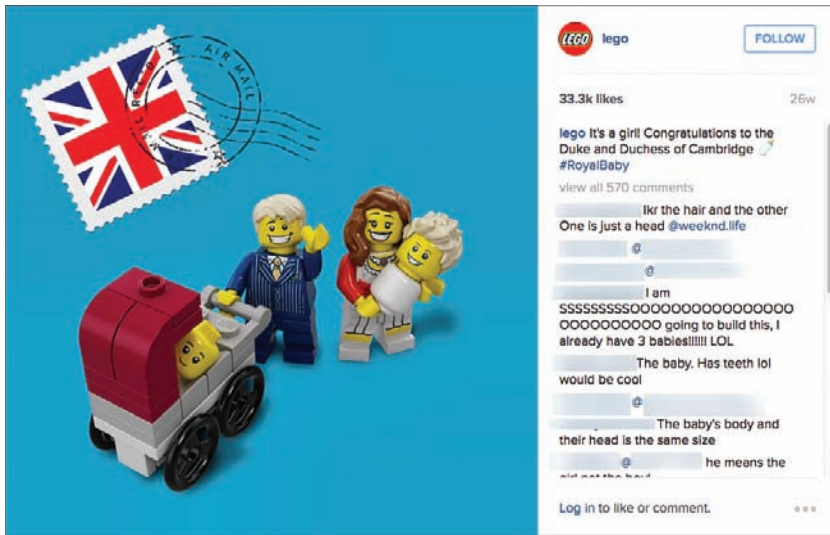 AIR MAIL
LEGO
lego
FOLLOW
33.3k likes
26w
lego It's a girl! Congratulations to the
Duke and Duchess of Cambridge
#RoyalBaby
view all 570 comments
Ikr the hair and the other
One is just a head @weeknd.life
@
@
I am
SSSSSSSSSOOOOOOOOOOOOOOOO
OOOOOOOOOO going to build this, I
already have 3 babies!!!!!! LOL
The baby. Has teeth lol
would be cool
@
The baby's body and
their head is the same size
@ he means the
Log in to like or comment.